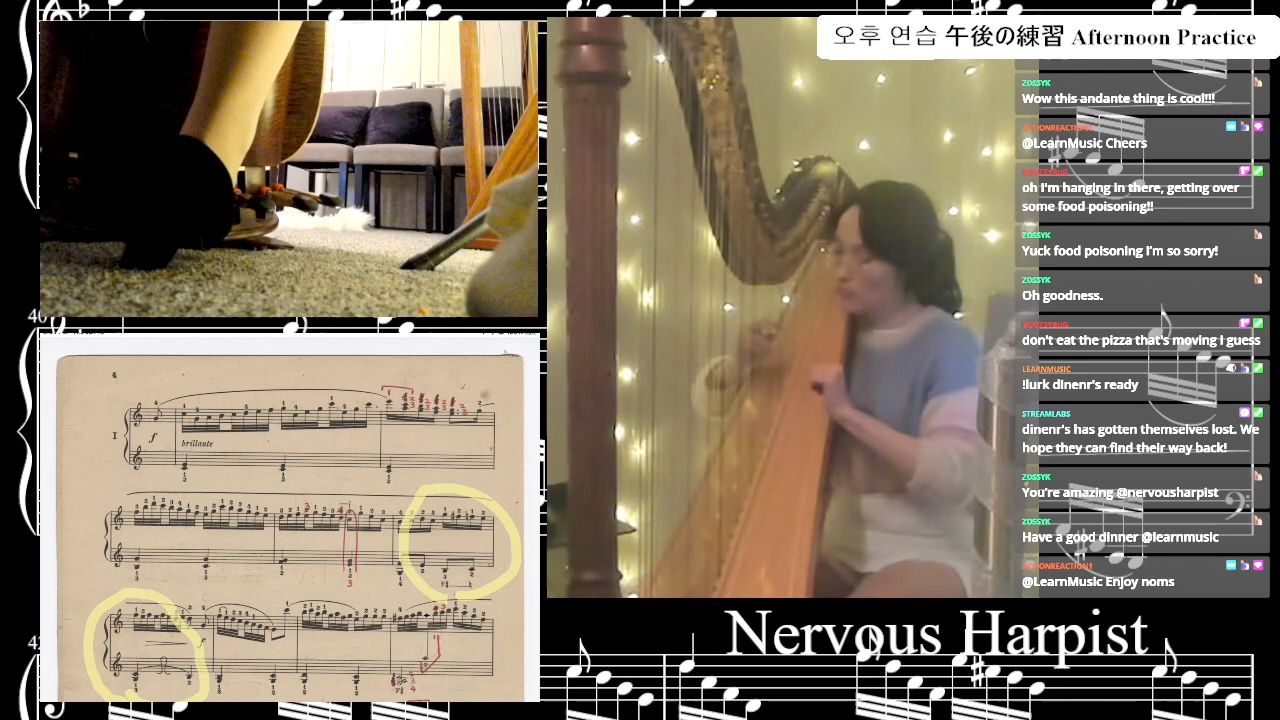 오후 연습 午後の練習 Afternoon Practice
ZOSSYK
Wow this andante thing is cool!!!
@LearnMusic Cheers
oh I'm hanging in there, getting over
some food poisoning!!
ZOSSYK
Yuck food poisoning I'm so sorry!
ZOSSYK
Oh goodness.
don't eat the pizza that's moving I guess
LEARNMUSIC
!lurk dinenr's ready
STREAMLABS
dinenr's has gotten themselves lost. We
hope they can find their way back!
ZOSSYK
You're amazing @nervousharpist
ZOSSYK
Have a good dinner @learnmusic
ACTIONREACTION1
@LearnMusic Enjoy noms
Nervous Harpist
4
I
f
brillante